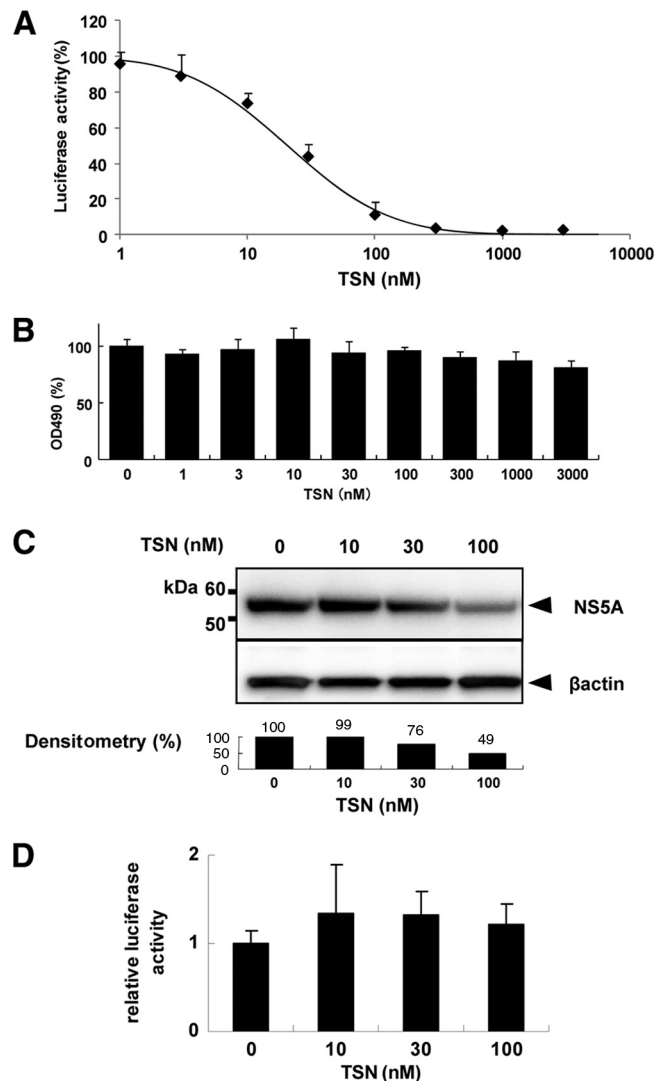 A
Luciferase activity(%)
120
100
80
60
40
20
0
1 10 100 1000 10000
TSN (nM)
B
OD490 (%)
100
50
0
0 1 3 10 30 100 300 1000 3000
TSN (nM)
C
TSN (nM) 0 10 30 100
kDa 60
50
NS5A
βactin
Densitometry (%)
100
50
0
100 99 76 49
0 10 30 100
TSN (nM)
D
relative luciferase
activity
2
1
0
0 10 30 100
TSN (nM)